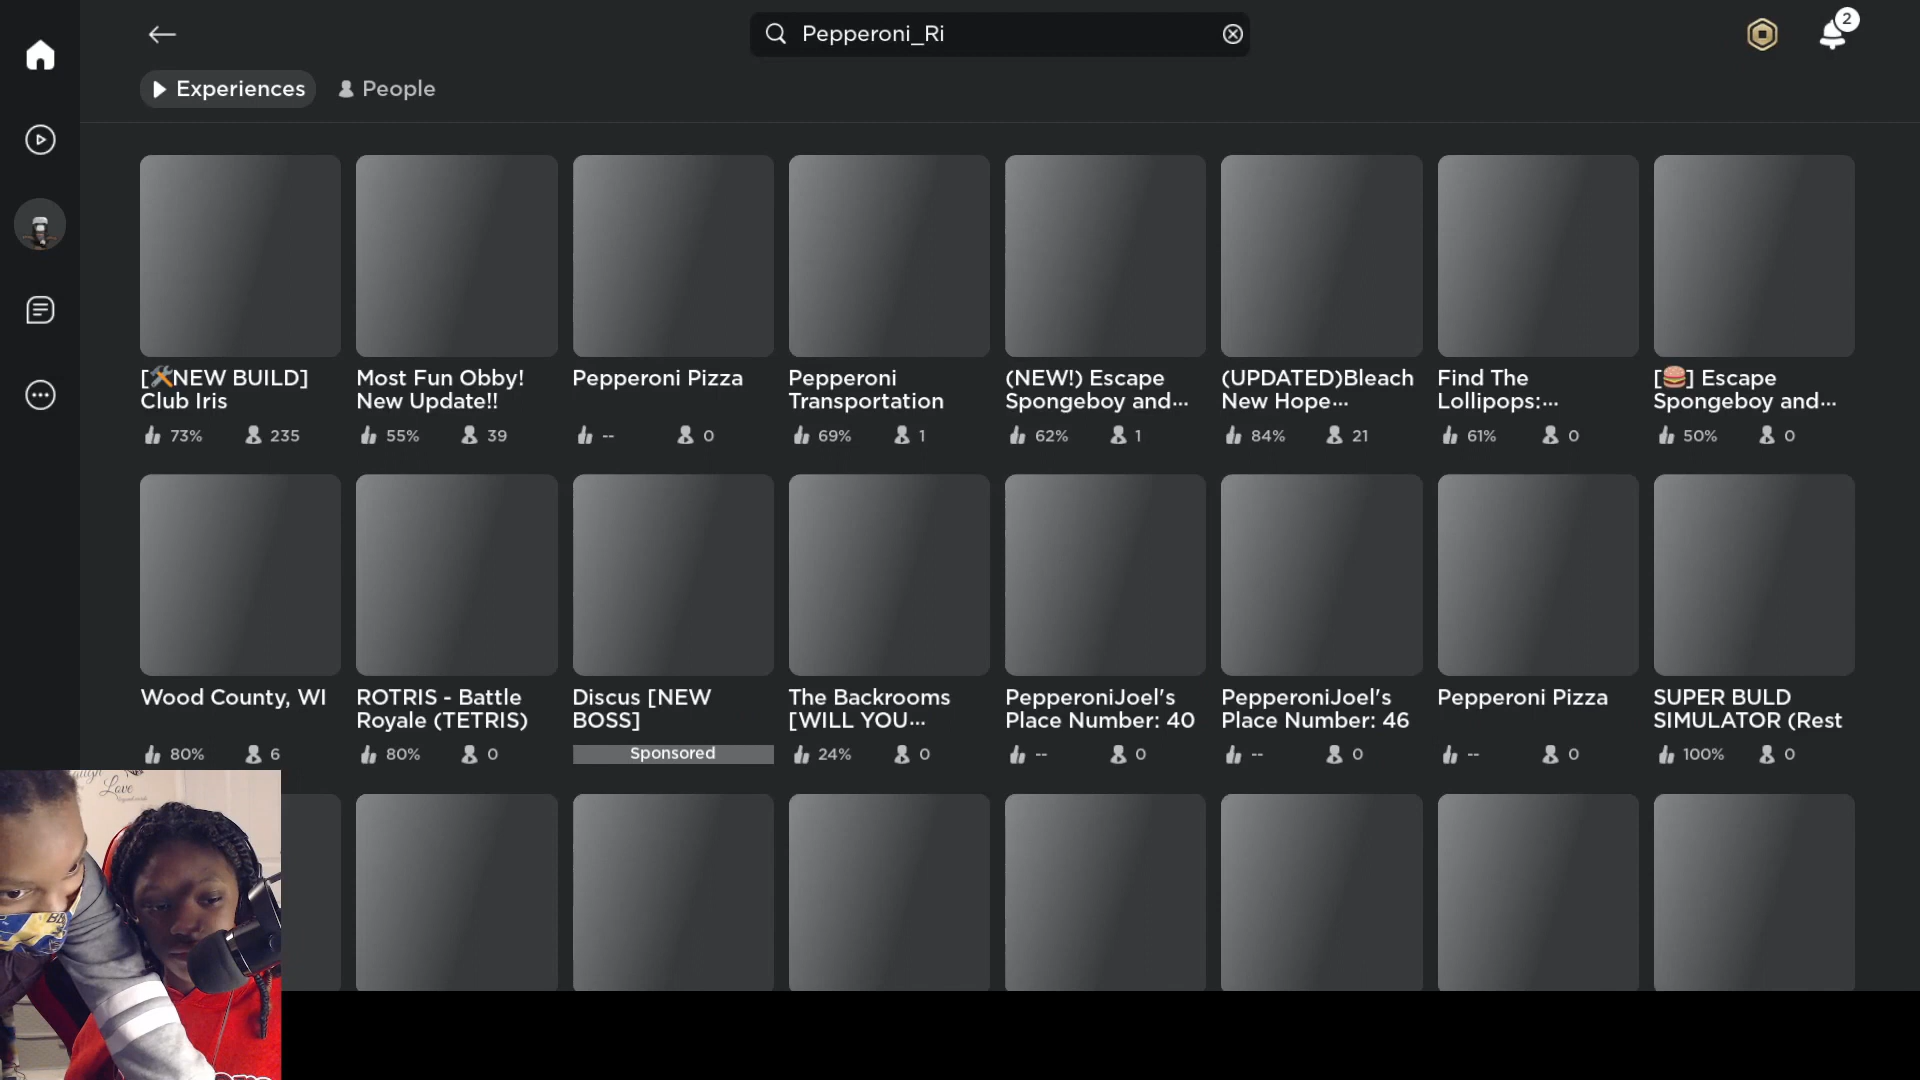 Pepperoni_Ri
2
Experiences
People
[🛠NEW BUILD]
Club Iris
73% 235
Most Fun Obby!
New Update!!
55% 39
Pepperoni Pizza
-- 0
Pepperoni
Transportation
69% 1
(NEW!) Escape
Spongeboy and...
62% 1
(UPDATED)Bleach
New Hope...
84% 21
Find The
Lollipops:...
61% 0
[🍔] Escape
Spongeboy and...
50% 0
Wood County, WI
80% 6
ROTRIS - Battle
Royale (TETRIS)
80% 0
Discus [NEW
BOSS]
Sponsored
The Backrooms
[WILL YOU...
24% 0
PepperoniJoel's
Place Number: 40
-- 0
PepperoniJoel's
Place Number: 46
-- 0
Pepperoni Pizza
-- 0
SUPER BULD
SIMULATOR (Rest
100% 0
Love